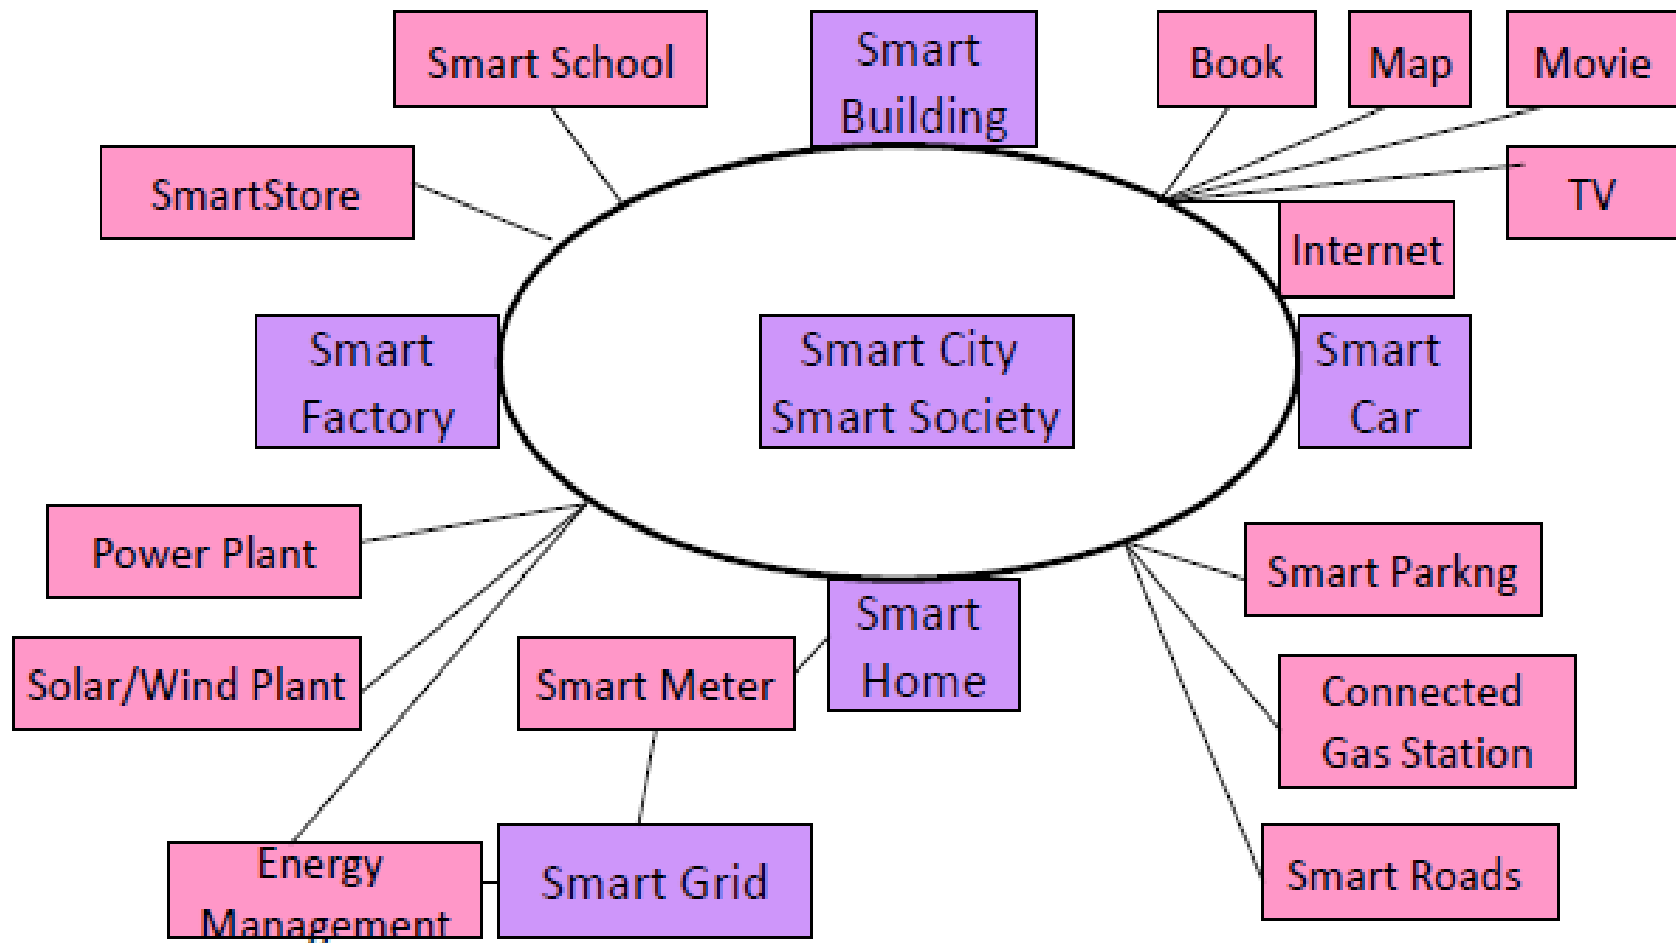 Smart School
Smart
Building
Book
Map
Movie
SmartStore
TV
Internet
Smart
Factory
Smart City
Smart Society
Smart
Car
Power Plant
Smart Parkng
Solar/Wind Plant
Smart Meter
Smart
Home
Connected
Gas Station
Energy
Management
Smart Grid
Smart Roads